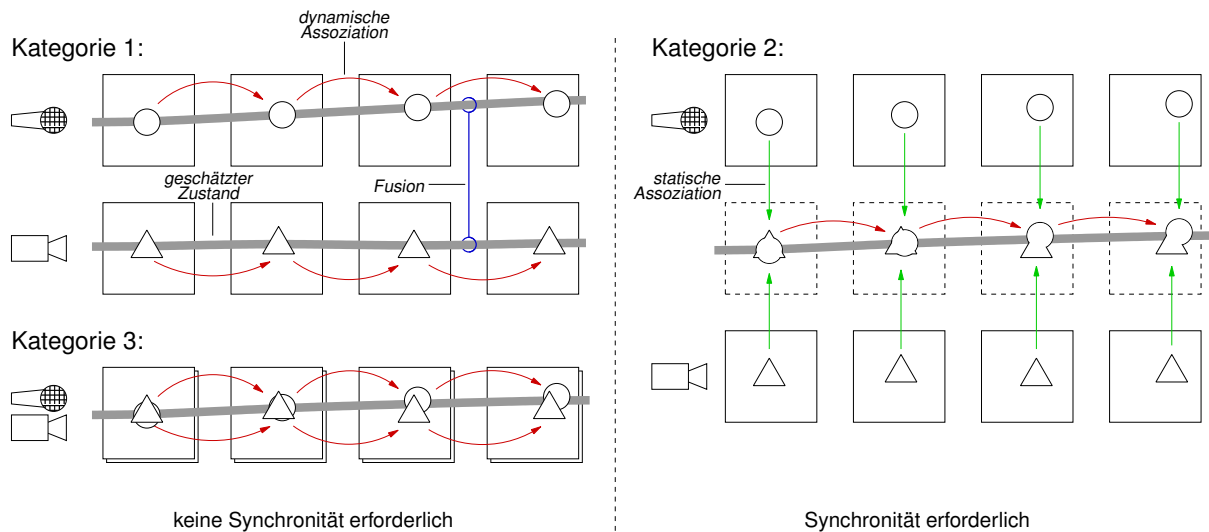 dynamische
Assoziation
Kategorie 1:
geschätzter
Zustand
Fusion
Kategorie 3:
keine Synchronität erforderlich
Kategorie 2:
statische
Assoziation
Synchronität erforderlich